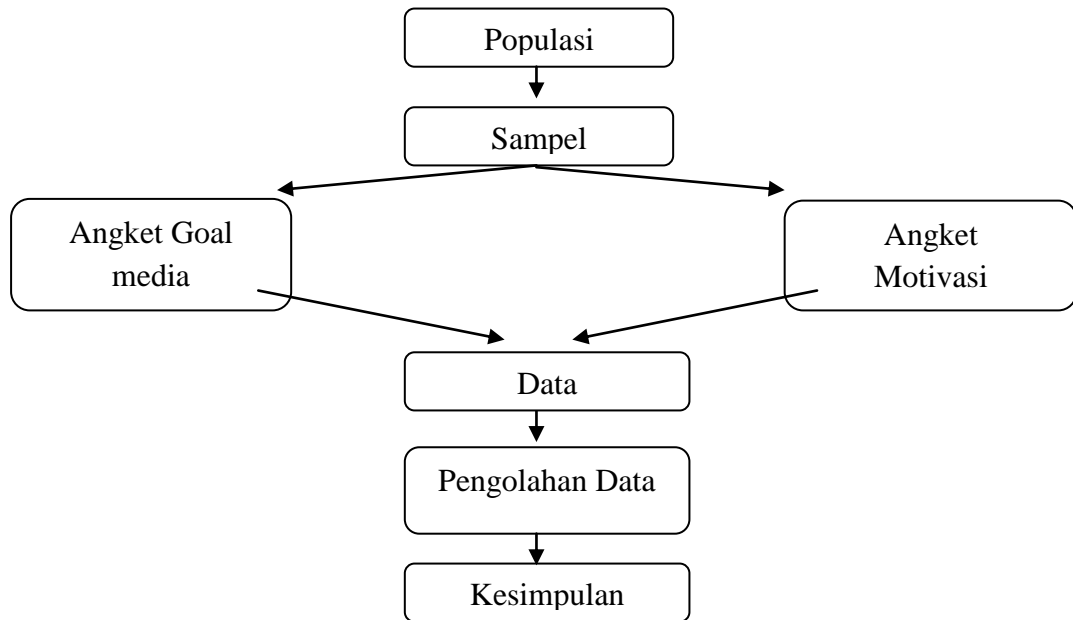 Populasi
Sampel
Angket Goal
media
Angket
Motivasi
Data
Pengolahan Data
Kesimpulan